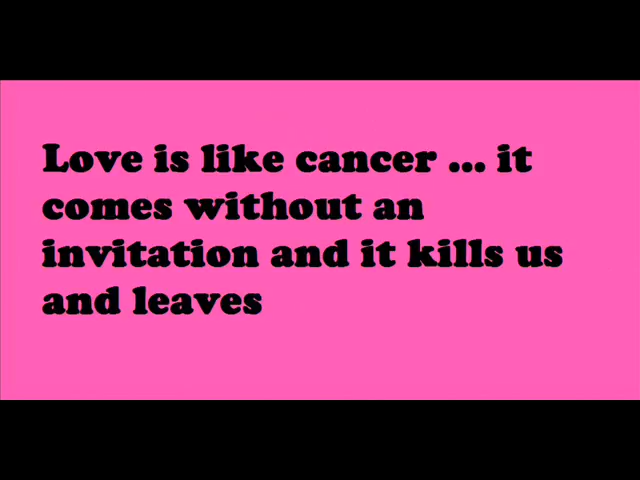 Love is like cancer ... it
comes without an
invitation and it kills us
and leaves